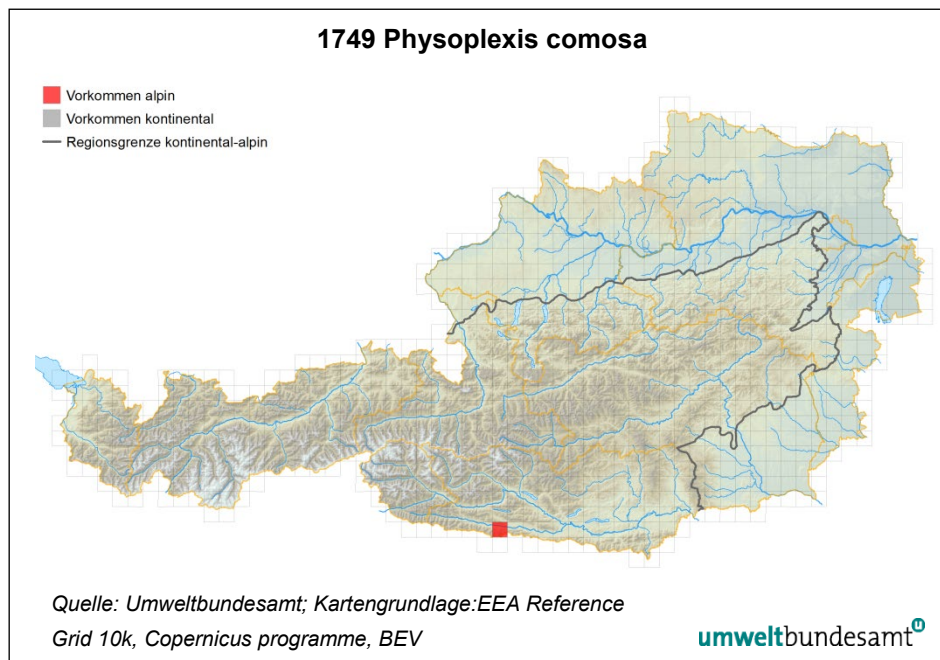 1749 Physoplexis comosa
Vorkommen alpin
Vorkommen kontinental
Regionsgrenze kontinental-alpin
Quelle: Umweltbundesamt; Kartengrundlage:EEA Reference
Grid 10k, Copernicus programme, BEV
umweltbundesamt U